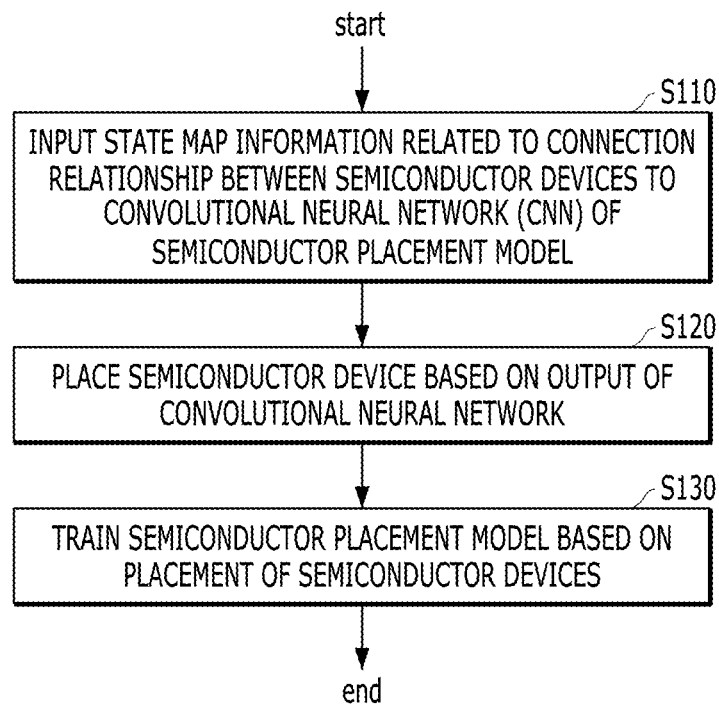 start
S110
INPUT STATE MAP INFORMATION RELATED TO CONNECTION
RELATIONSHIP BETWEEN SEMICONDUCTOR DEVICES TO
CONVOLUTIONAL NEURAL NETWORK (CNN) OF
SEMICONDUCTOR PLACEMENT MODEL
S120
PLACE SEMICONDUCTOR DEVICE BASED ON OUTPUT OF
CONVOLUTIONAL NEURAL NETWORK
S130
TRAIN SEMICONDUCTOR PLACEMENT MODEL BASED ON
PLACEMENT OF SEMICONDUCTOR DEVICES
end